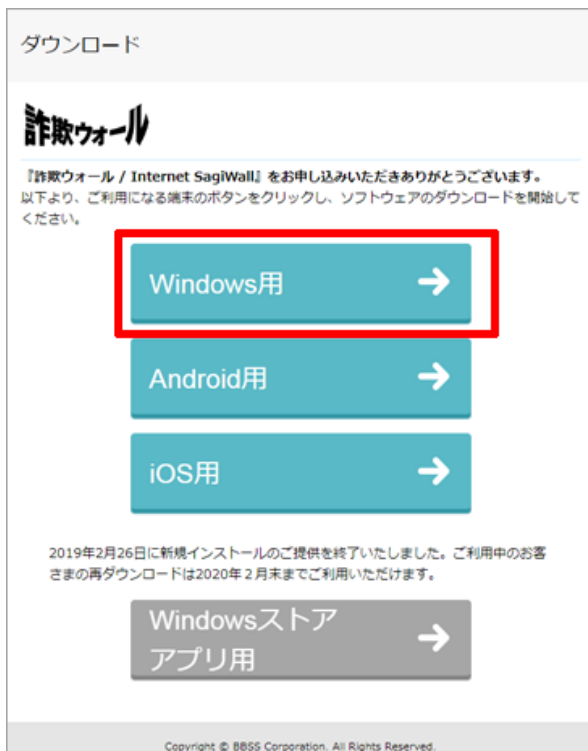 ダウンロード
詐欺ウォール
『詐欺ウォール / Internet SagiWall』をお申し込みいただきありがとうございます。
以下より、ご利用になる端末のボタンをクリックし、ソフトウェアのダウンロードを開始して
ください。
Windows用
Android用
iOS用
2019年2月26日に新規インストールのご提供を終了いたしました。ご利用中のお客
さまの再ダウンロードは2020年２月末までご利用いただけます。
Windowsストア
アプリ用
Copyright © BBSS Corporation. All Rights Reserved.